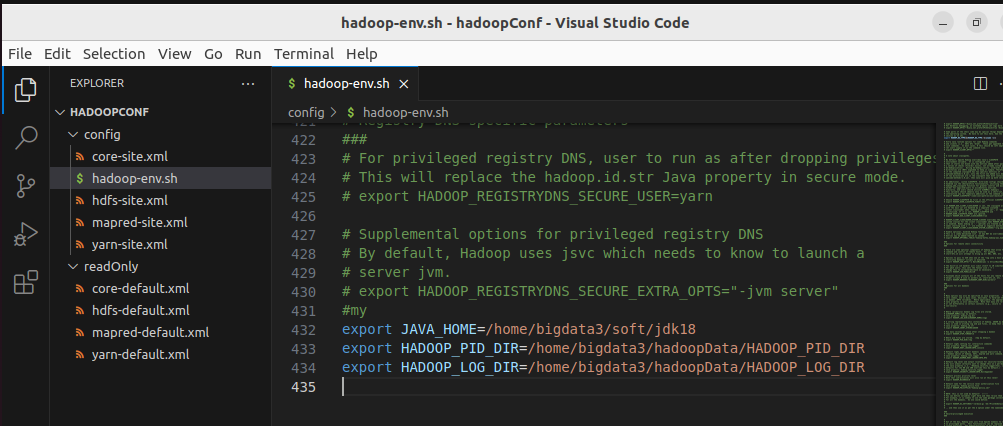 hadoop-env.sh - hadoopConf - Visual Studio Code
File Edit Selection View Go Run Terminal Help
EXPLORER
HADOOPCONF
config
core-site.xml
hadoop-env.sh
hdfs-site.xml
mapred-site.xml
yarn-site.xml
readOnly
core-default.xml
hdfs-default.xml
mapred-default.xml
yarn-default.xml
$ hadoop-env.sh
config > $ hadoop-env.sh
421 # Registry DNS specific parameters
422 ###
423 # For privileged registry DNS, user to run as after dropping privileges
424 # This will replace the hadoop.id.str Java property in secure mode.
425 # export HADOOP_REGISTRYDNS_SECURE_USER=yarn
426
427 # Supplemental options for privileged registry DNS
428 # By default, Hadoop uses jsvc which needs to know to launch a
429 # server jvm.
430 # export HADOOP_REGISTRYDNS_SECURE_EXTRA_OPTS="-jvm server"
431 #my
432 export JAVA_HOME=/home/bigdata3/soft/jdk18
433 export HADOOP_PID_DIR=/home/bigdata3/hadoopData/HADOOP_PID_DIR
434 export HADOOP_LOG_DIR=/home/bigdata3/hadoopData/HADOOP_LOG_DIR
435